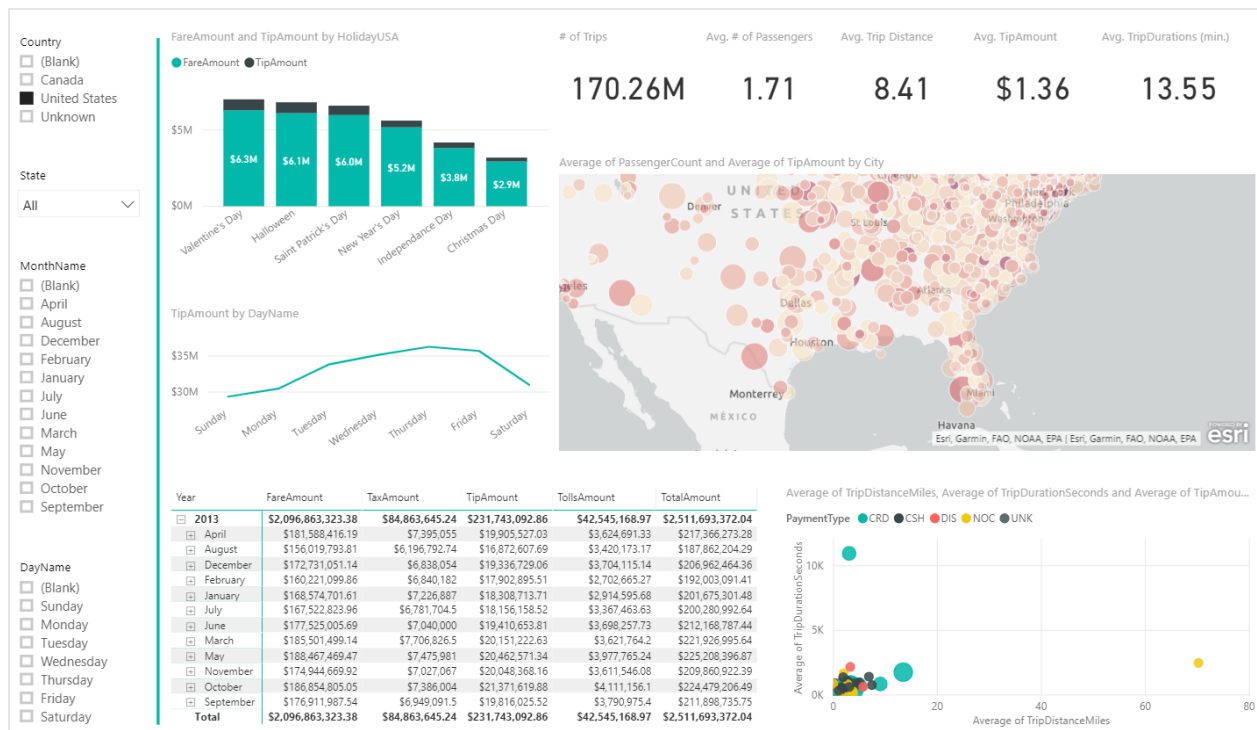 Country
(Blank)
Canada
United States
Unknown
State
All
MonthName
(Blank)
April
August
December
February
January
July
June
March
May
November
October
September
DayName
(Blank)
Sunday
Monday
Tuesday
Wednesday
Thursday
Friday
Saturday
FareAmount and TipAmount by HolidayUSA
FareAmount TipAmount
$5M
$0M
$6.3M $6.1M $6.0M $5.2M $3.8M $2.9M
Valentine's Day
Halloween
Saint Patrick's Day
New Year's Day
Independance Day
Christmas Day
TipAmount by DayName
$35M
$30M
Sunday Monday Tuesday Wednesday Thursday Friday Saturday
# of Trips
170.26M
Avg. # of Passengers
1.71
Avg. Trip Distance
8.41
Avg. TipAmount
$1.36
Avg. TripDurations (min.)
13.55
Average of PassengerCount and Average of TipAmount by City
Chicago
UNITED
STATES
Denver
New York
Philadelphia
Washington
St Louis
Atlanta
Dallas
Houston
Monterrey
MÉXICO
Miami
Havana
Esri, Garmin, FAO, NOAA, EPA | Esri, Garmin, FAO, NOAA, EPA
POWERED BY
esri
Year FareAmount TaxAmount TipAmount TollsAmount TotalAmount
2013 $2,096,863,323.38 $84,863,645.24 $231,743,092.86 $42,545,168.97 $2,511,693,372.04
April $181,588,416.19 $7,395,055 $19,905,527.03 $3,624,691.33 $217,366,273.28
August $156,019,793.81 $6,196,792.74 $16,872,607.69 $3,420,173.17 $187,862,204.29
December $172,731,051.14 $6,838,054 $19,336,729.06 $3,704,115.14 $206,962,464.36
February $160,221,099.86 $6,840,182 $17,902,895.51 $2,702,665.27 $192,003,091.41
January $168,574,701.61 $7,226,887 $18,308,713.71 $2,914,595.68 $201,675,301.48
July $167,522,823.96 $6,781,704.5 $18,156,158.52 $3,367,463.63 $200,280,992.64
June $177,525,005.69 $7,040,000 $19,410,653.81 $3,698,257.73 $212,168,787.44
March $185,501,499.14 $7,706,826.5 $20,151,222.63 $3,621,764.2 $221,926,995.64
May $188,467,469.47 $7,475,981 $20,462,571.34 $3,977,765.24 $225,208,396.87
November $174,944,669.92 $7,027,067 $20,048,368.16 $3,611,546.08 $209,860,922.39
October $186,854,805.05 $7,386,004 $21,371,619.88 $4,111,156.1 $224,479,206.49
September $176,911,987.54 $6,949,091.5 $19,816,025.52 $3,790,975.4 $211,898,735.75
Total $2,096,863,323.38 $84,863,645.24 $231,743,092.86 $42,545,168.97 $2,511,693,372.04
Average of TripDistanceMiles, Average of TripDurationSeconds and Average of TipAmou...
PaymentType CRD CSH DIS NOC UNK
Average of TripDurationSeconds
10K
5K
0K
0 20 40 60 80
Average of TripDistanceMiles